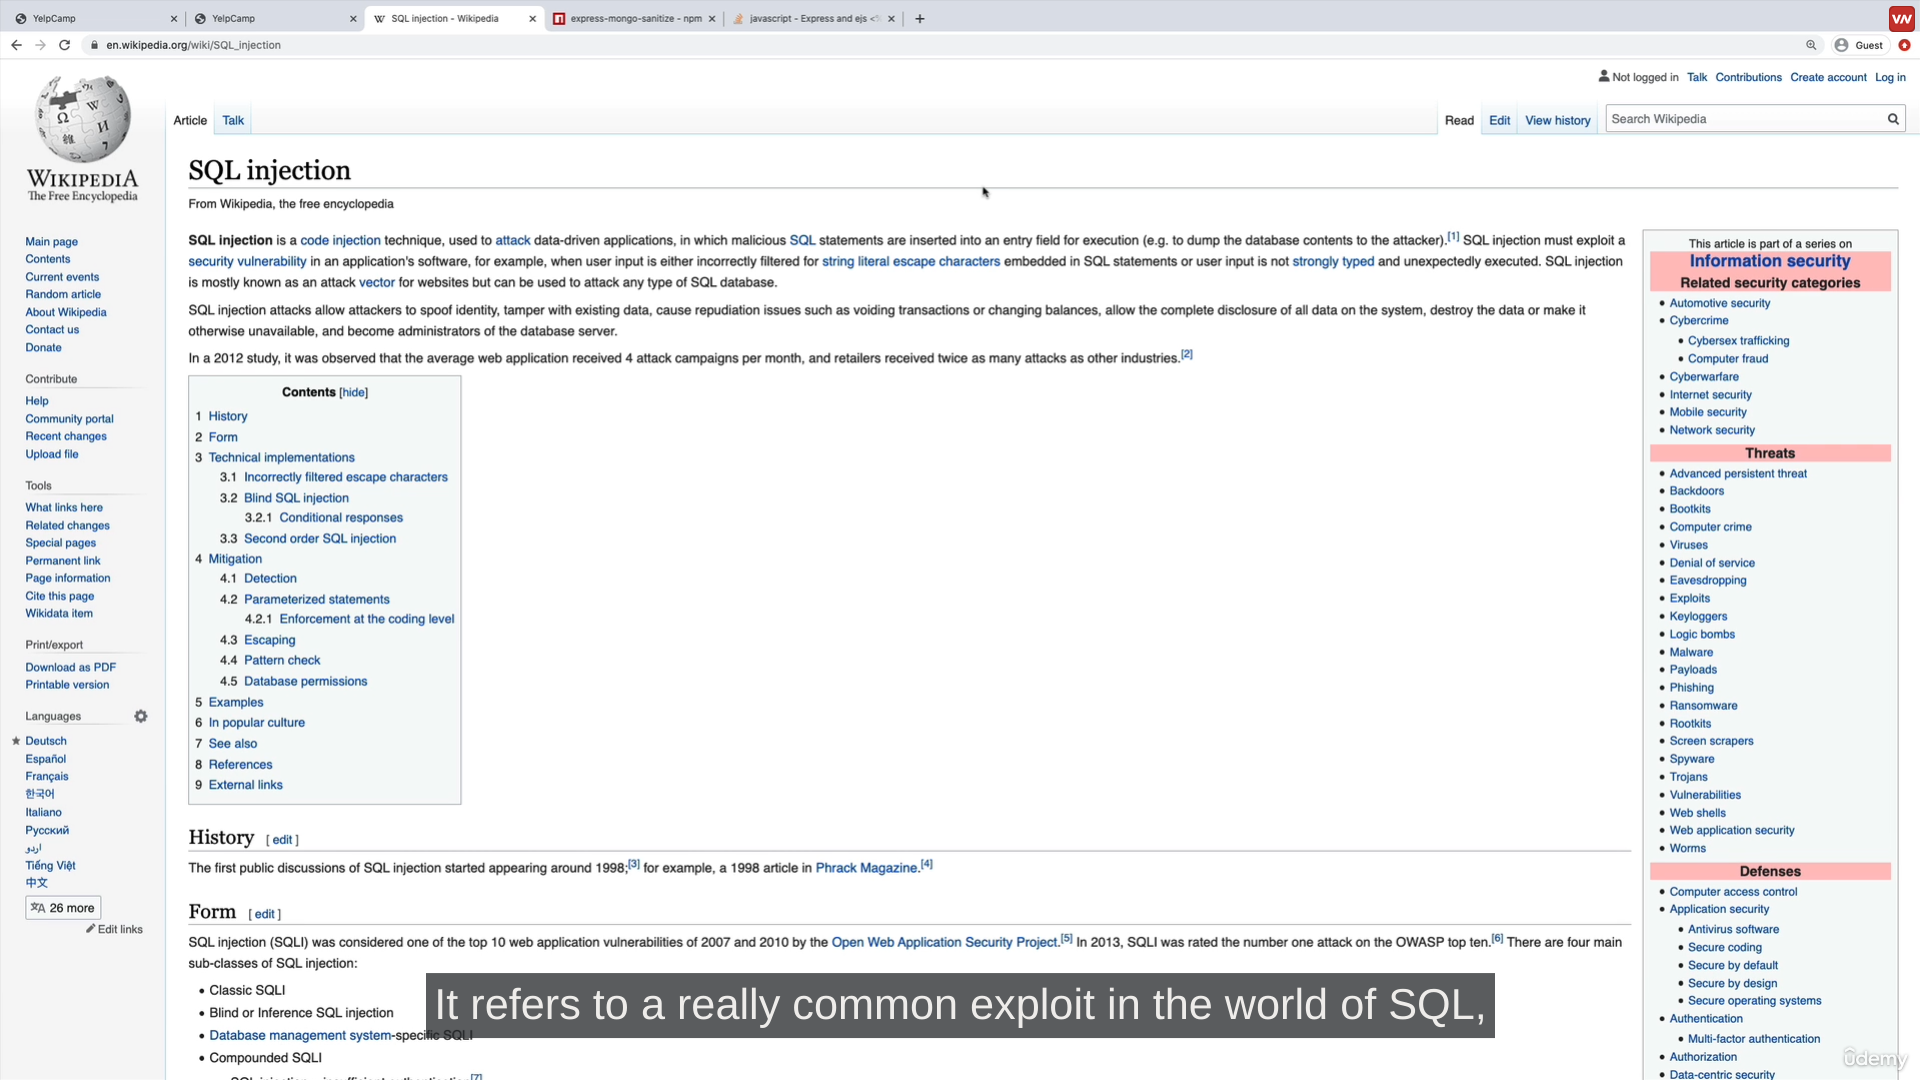 YelpCamp
YelpCamp
SQL injection - Wikipedia
express-mongo-sanitize - npm
javascript - Express and ejs <
en.wikipedia.org/wiki/SQL_injection
Guest
Not logged in Talk Contributions Create account Log in
Article Talk
Read Edit View history
Search Wikipedia
WIKIPEDIA
The Free Encyclopedia
Main page
Contents
Current events
Random article
About Wikipedia
Contact us
Donate
Contribute
Help
Community portal
Recent changes
Upload file
Tools
What links here
Related changes
Special pages
Permanent link
Page information
Cite this page
Wikidata item
Print/export
Download as PDF
Printable version
Languages
Deutsch
Español
Français
한국어
Italiano
Русский
اردو
Tiếng Việt
中文
26 more
Edit links
SQL injection
From Wikipedia, the free encyclopedia
SQL injection is a code injection technique, used to attack data-driven applications, in which malicious SQL statements are inserted into an entry field for execution (e.g. to dump the database contents to the attacker).[1] SQL injection must exploit a
security vulnerability in an application's software, for example, when user input is either incorrectly filtered for string literal escape characters embedded in SQL statements or user input is not strongly typed and unexpectedly executed. SQL injection
is mostly known as an attack vector for websites but can be used to attack any type of SQL database.
SQL injection attacks allow attackers to spoof identity, tamper with existing data, cause repudiation issues such as voiding transactions or changing balances, allow the complete disclosure of all data on the system, destroy the data or make it
otherwise unavailable, and become administrators of the database server.
In a 2012 study, it was observed that the average web application received 4 attack campaigns per month, and retailers received twice as many attacks as other industries.[2]
Contents [hide]
1 History
2 Form
3 Technical implementations
3.1 Incorrectly filtered escape characters
3.2 Blind SQL injection
3.2.1 Conditional responses
3.3 Second order SQL injection
4 Mitigation
4.1 Detection
4.2 Parameterized statements
4.2.1 Enforcement at the coding level
4.3 Escaping
4.4 Pattern check
4.5 Database permissions
5 Examples
6 In popular culture
7 See also
8 References
9 External links
History [ edit ]
The first public discussions of SQL injection started appearing around 1998;[3] for example, a 1998 article in Phrack Magazine.[4]
Form [ edit ]
SQL injection (SQLI) was considered one of the top 10 web application vulnerabilities of 2007 and 2010 by the Open Web Application Security Project.[5] In 2013, SQLI was rated the number one attack on the OWASP top ten.[6] There are four main
sub-classes of SQL injection:
Classic SQLI
Blind or Inference SQL injection
Database management system-specific SQLI
Compounded SQLI
This article is part of a series on
Information security
Related security categories
Automotive security
Cybercrime
Cybersex trafficking
Computer fraud
Cyberwarfare
Internet security
Mobile security
Network security
Threats
Advanced persistent threat
Backdoors
Bootkits
Computer crime
Viruses
Denial of service
Eavesdropping
Exploits
Keyloggers
Logic bombs
Malware
Payloads
Phishing
Ransomware
Rootkits
Screen scrapers
Spyware
Trojans
Vulnerabilities
Web shells
Web application security
Worms
Defenses
Computer access control
Application security
Antivirus software
Secure coding
Secure by default
Secure by design
Secure operating systems
Authentication
Multi-factor authentication
Authorization
Data-centric security
It refers to a really common exploit in the world of SQL,
ûdemy